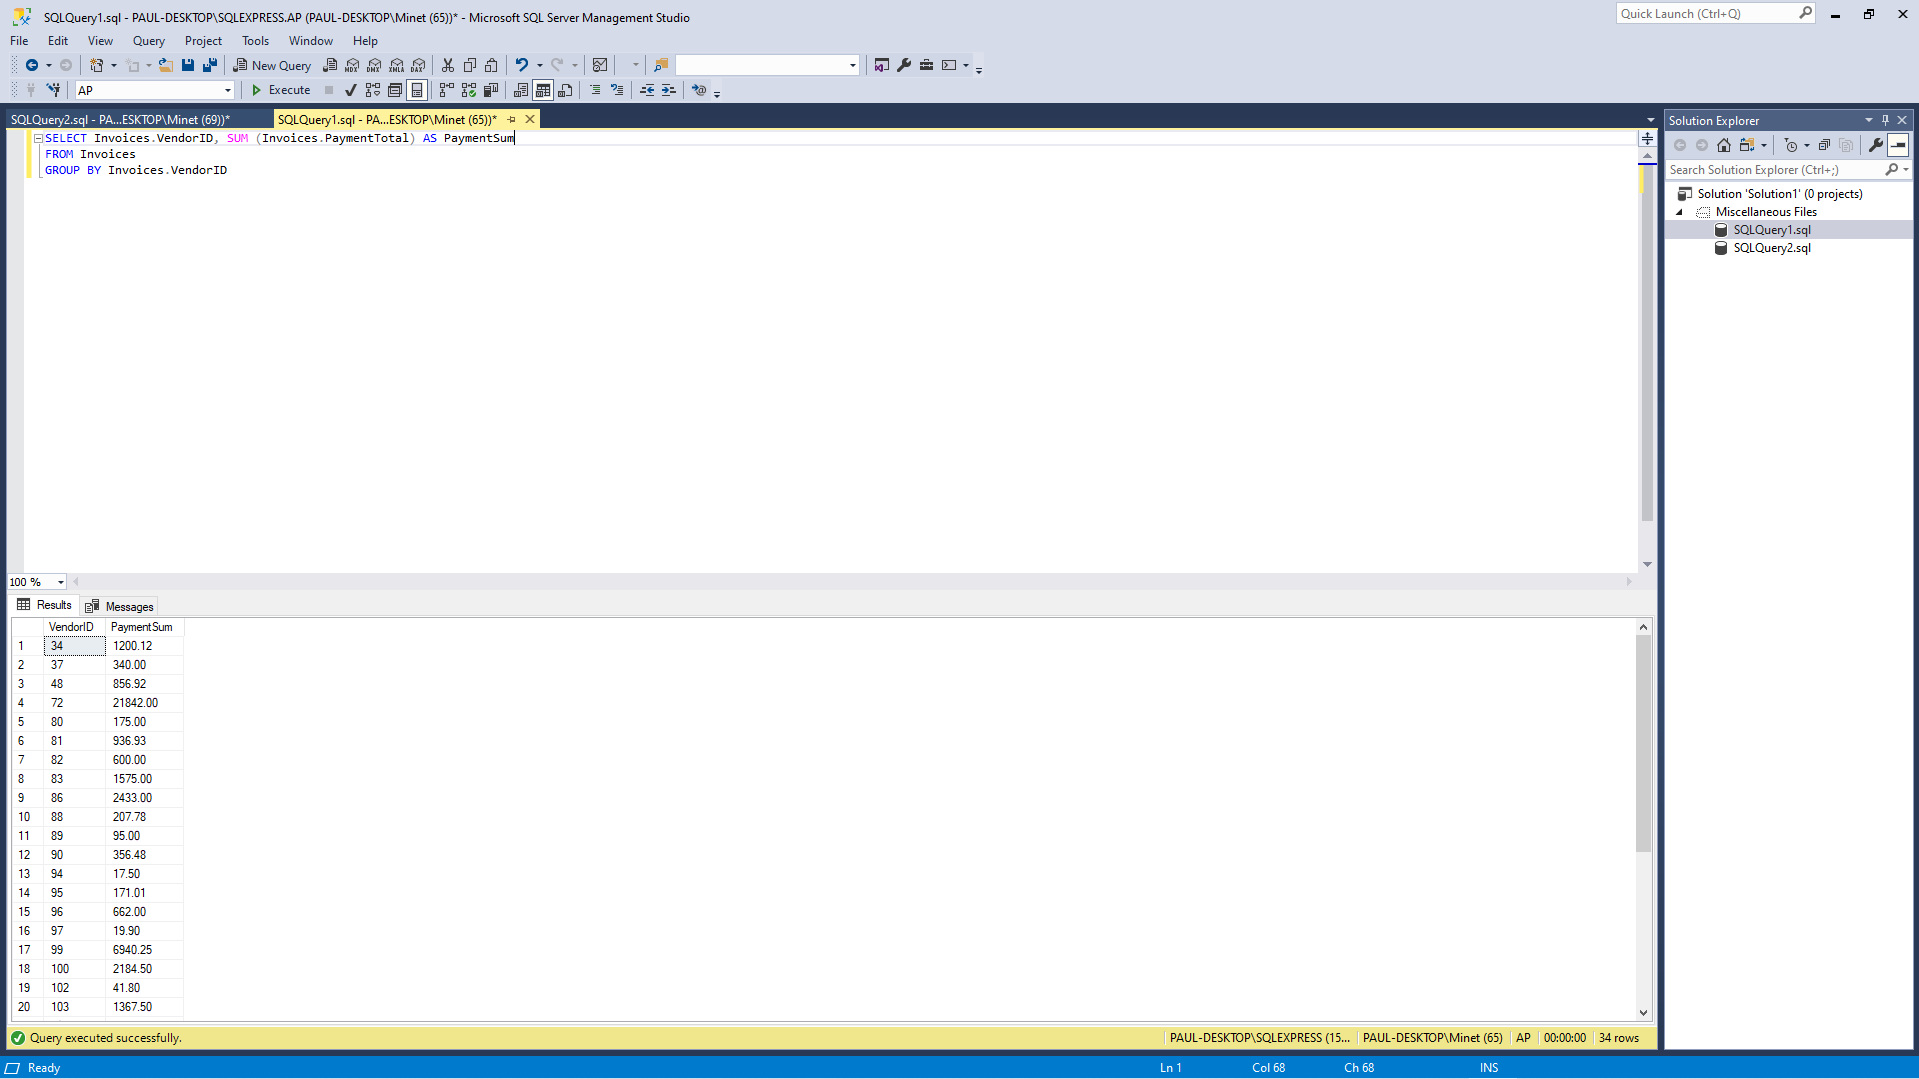 SQLQuery1.sql - PAUL-DESKTOP\SQLEXPRESS.AP (PAUL-DESKTOP\Minet (65))* - Microsoft SQL Server Management Studio
Quick Launch (Ctrl+Q)
File Edit View Query Project Tools Window Help
New Query
MDX DMX XMLA DAX
AP
Execute
SQLQuery2.sql - PA...ESKTOP\Minet (69))*
SQLQuery1.sql - PA...ESKTOP\Minet (65))*
SELECT Invoices.VendorID, SUM (Invoices.PaymentTotal) AS PaymentSum
FROM Invoices
GROUP BY Invoices.VendorID
100 %
Results Messages
VendorID PaymentSum
1 34 1200.12
2 37 340.00
3 48 856.92
4 72 21842.00
5 80 175.00
6 81 936.93
7 82 600.00
8 83 1575.00
9 86 2433.00
10 88 207.78
11 89 95.00
12 90 356.48
13 94 17.50
14 95 171.01
15 96 662.00
16 97 19.90
17 99 6940.25
18 100 2184.50
19 102 41.80
20 103 1367.50
Query executed successfully.
PAUL-DESKTOP\SQLEXPRESS (15... PAUL-DESKTOP\Minet (65) AP 00:00:00 34 rows
Solution Explorer
Search Solution Explorer (Ctrl+;)
Solution 'Solution1' (0 projects)
Miscellaneous Files
SQLQuery1.sql
SQLQuery2.sql
Ready
Ln 1 Col 68 Ch 68 INS